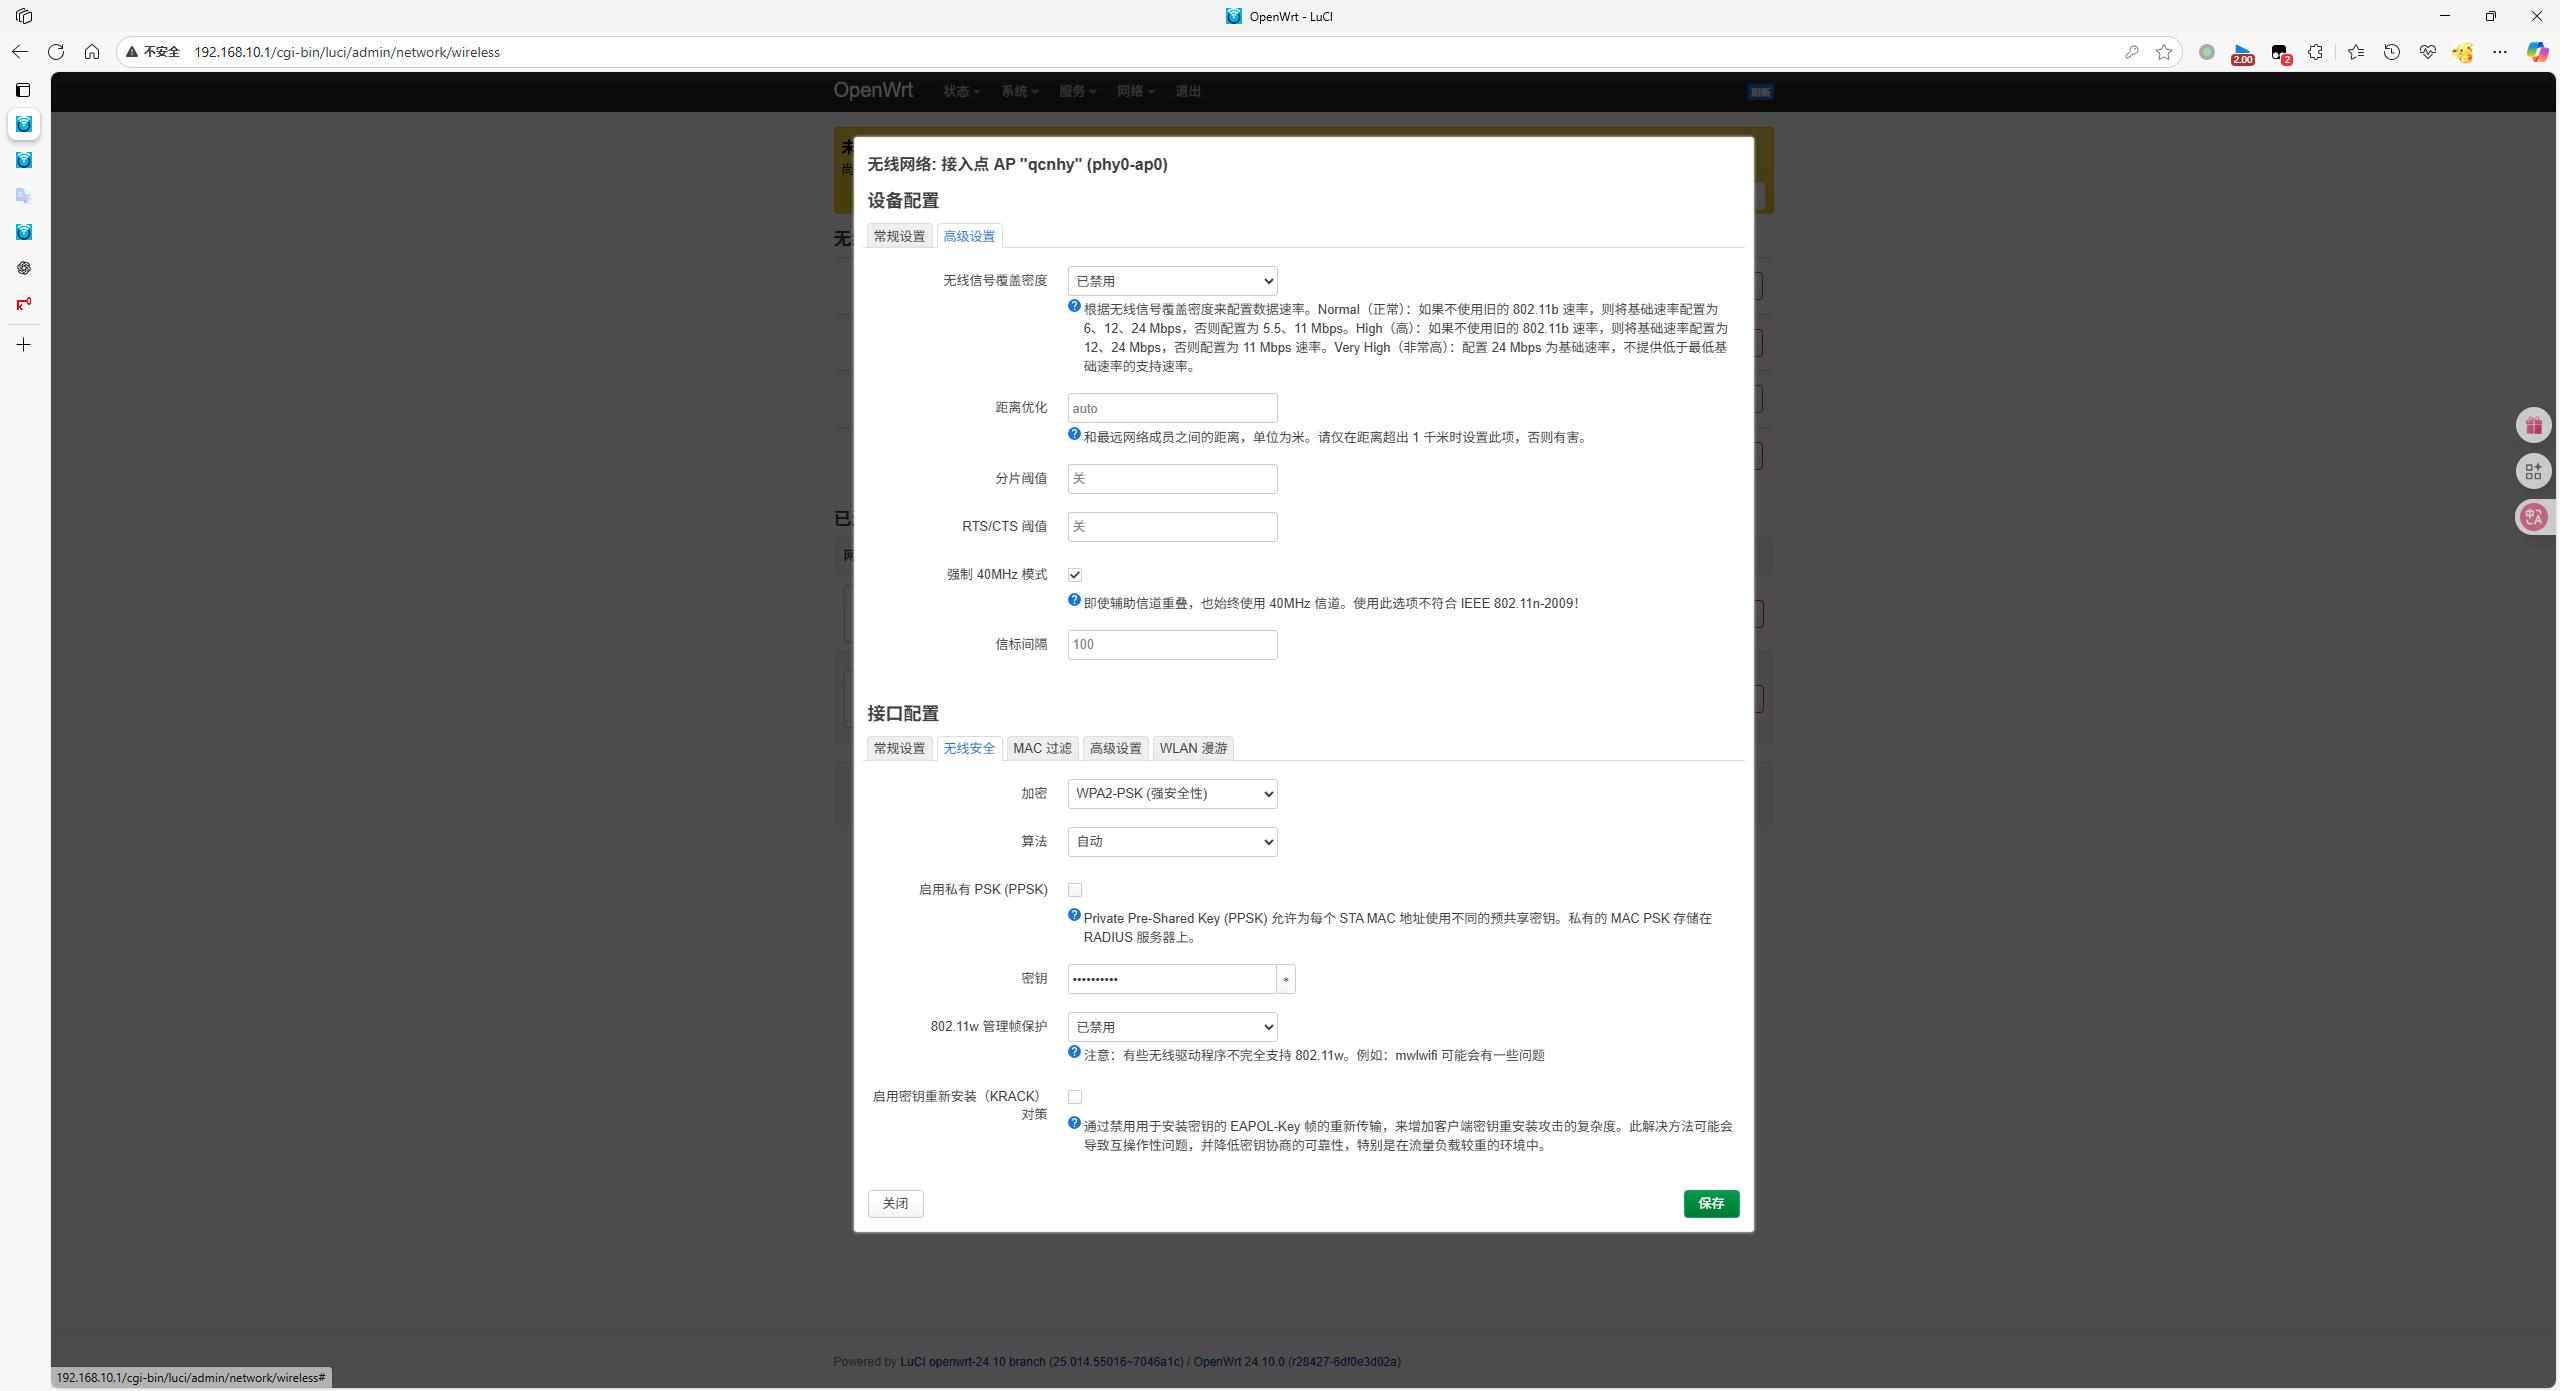 OpenWrt - LuCI
不安全
192.168.10.1/cgi-bin/luci/admin/network/wireless
2.00
2
OpenWrt
状态
系统
服务
网络
退出
刷新
无线网络: 接入点 AP "qcnhy" (phy0-ap0)
设备配置
常规设置
高级设置
无线信号覆盖密度
已禁用
根据无线信号覆盖密度来配置数据速率。Normal（正常）：如果不使用旧的 802.11b 速率，则将基础速率配置为
6、12、24 Mbps，否则配置为 5.5、11 Mbps。High（高）：如果不使用旧的 802.11b 速率，则将基础速率配置为
12、24 Mbps，否则配置为 11 Mbps 速率。Very High（非常高）：配置 24 Mbps 为基础速率，不提供低于最低基
础速率的支持速率。
距离优化
auto
和最远网络成员之间的距离，单位为米。请仅在距离超出 1 千米时设置此项，否则有害。
分片阈值
关
RTS/CTS 阈值
关
强制 40MHz 模式
即使辅助信道重叠，也始终使用 40MHz 信道。使用此选项不符合 IEEE 802.11n-2009！
信标间隔
100
接口配置
常规设置
无线安全
MAC 过滤
高级设置
WLAN 漫游
加密
WPA2-PSK (强安全性)
算法
自动
启用私有 PSK (PPSK)
Private Pre-Shared Key (PPSK) 允许为每个 STA MAC 地址使用不同的预共享密钥。私有的 MAC PSK 存储在
RADIUS 服务器上。
密钥
••••••••••
*
802.11w 管理帧保护
已禁用
注意：有些无线驱动程序不完全支持 802.11w。例如：mwlwifi 可能会有一些问题
启用密钥重新安装（KRACK）
对策
通过禁用用于安装密钥的 EAPOL-Key 帧的重新传输，来增加客户端密钥重安装攻击的复杂度。此解决方法可能会
导致互操作性问题，并降低密钥协商的可靠性，特别是在流量负载较重的环境中。
关闭
保存
Powered by LuCI openwrt-24.10 branch (25.014.55016~7046a1c) / OpenWrt 24.10.0 (r28427-6df0e3d02a)
192.168.10.1/cgi-bin/luci/admin/network/wireless#